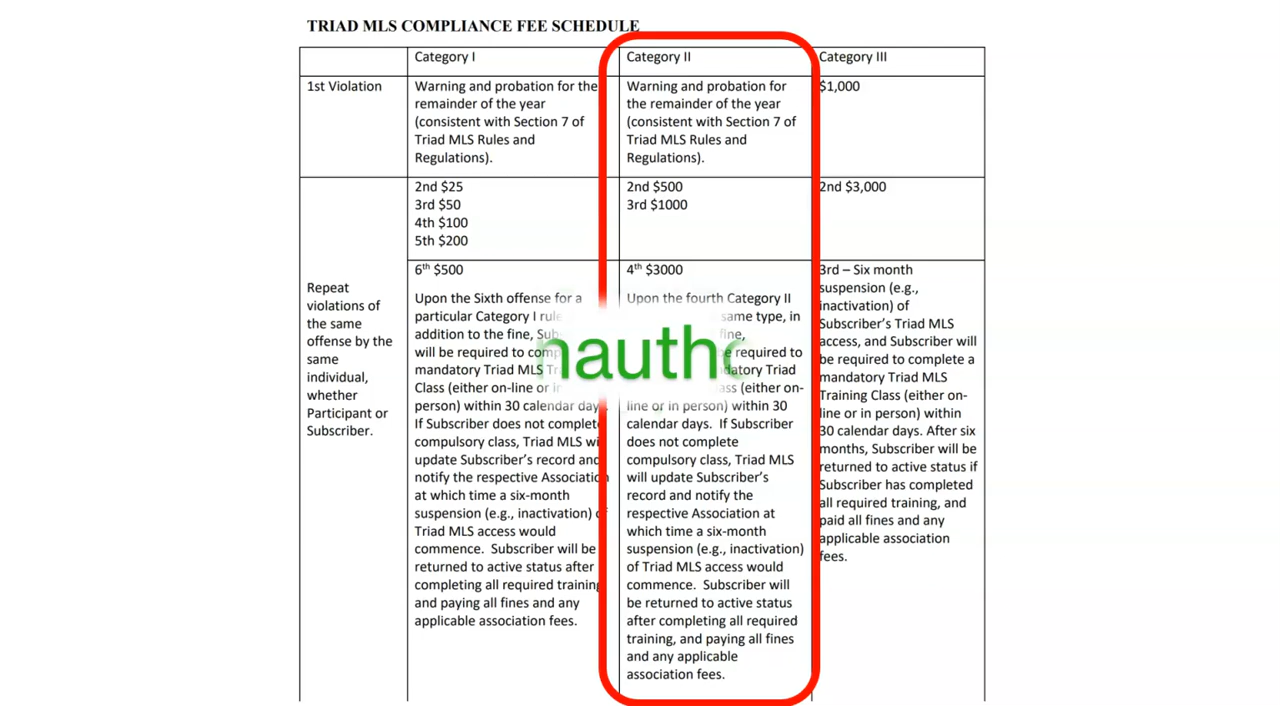 TRIAD MLS COMPLIANCE FEE SCHEDULE
Category I
Category II
Category III
1st Violation
Warning and probation for the
remainder of the year
(consistent with Section 7 of
Triad MLS Rules and
Regulations).
Warning and probation for
the remainder of the year
(consistent with Section 7 of
Triad MLS Rules and
Regulations).
$1,000
Repeat
violations of
the same
offense by the
same
individual,
whether
Participant or
Subscriber.
2nd $25
3rd $50
4th $100
5th $200
2nd $500
3rd $1000
2nd $3,000
6th $500
Upon the Sixth offense for a
particular Category I
addition to the fine,
will be required to
mandatory Triad MLS
Class (either on-line or
person) within 30 calendar
If Subscriber does not
compulsory class, Triad MLS
update Subscriber's record and
notify the respective Association
at which time a six-month
suspension (e.g., inactivation)
Triad MLS access would
commence. Subscriber will be
returned to active status after
completing all required training
and paying all fines and any
applicable association fees.
4th $3000
Upon the fourth Category II
same type, in
fine,
required to
Triad
(either on-
line or in person) within 30
calendar days. If Subscriber
does not complete
compulsory class, Triad MLS
will update Subscriber's
record and notify the
respective Association at
which time a six-month
suspension (e.g., inactivation)
of Triad MLS access would
commence. Subscriber will
be returned to active status
after completing all required
training, and paying all fines
and any applicable
association fees.
3rd – Six month
suspension (e.g.,
inactivation) of
Subscriber's Triad MLS
access, and Subscriber will
be required to complete a
mandatory Triad MLS
Training Class (either on-
line or in person) within
30 calendar days. After six
months, Subscriber will be
returned to active status if
Subscriber has completed
all required training, and
paid all fines and any
applicable association
fees.
nauth